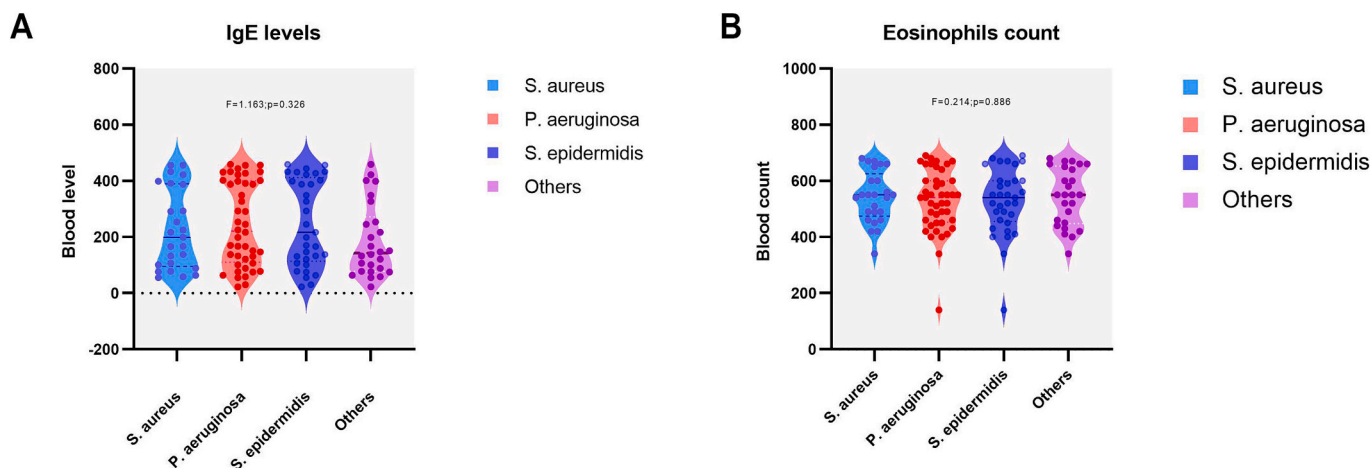 A
IgE levels
Blood level
800
600
400
200
0
-200
F=1.163;p=0.326
S. aureus
P. aeruginosa
S. epidermidis
Others
S. aureus
P. aeruginosa
S. epidermidis
Others
B
Eosinophils count
Blood count
1000
800
600
400
200
0
F=0.214;p=0.886
S. aureus
P. aeruginosa
S. epidermidis
Others
S. aureus
P. aeruginosa
S. epidermidis
Others